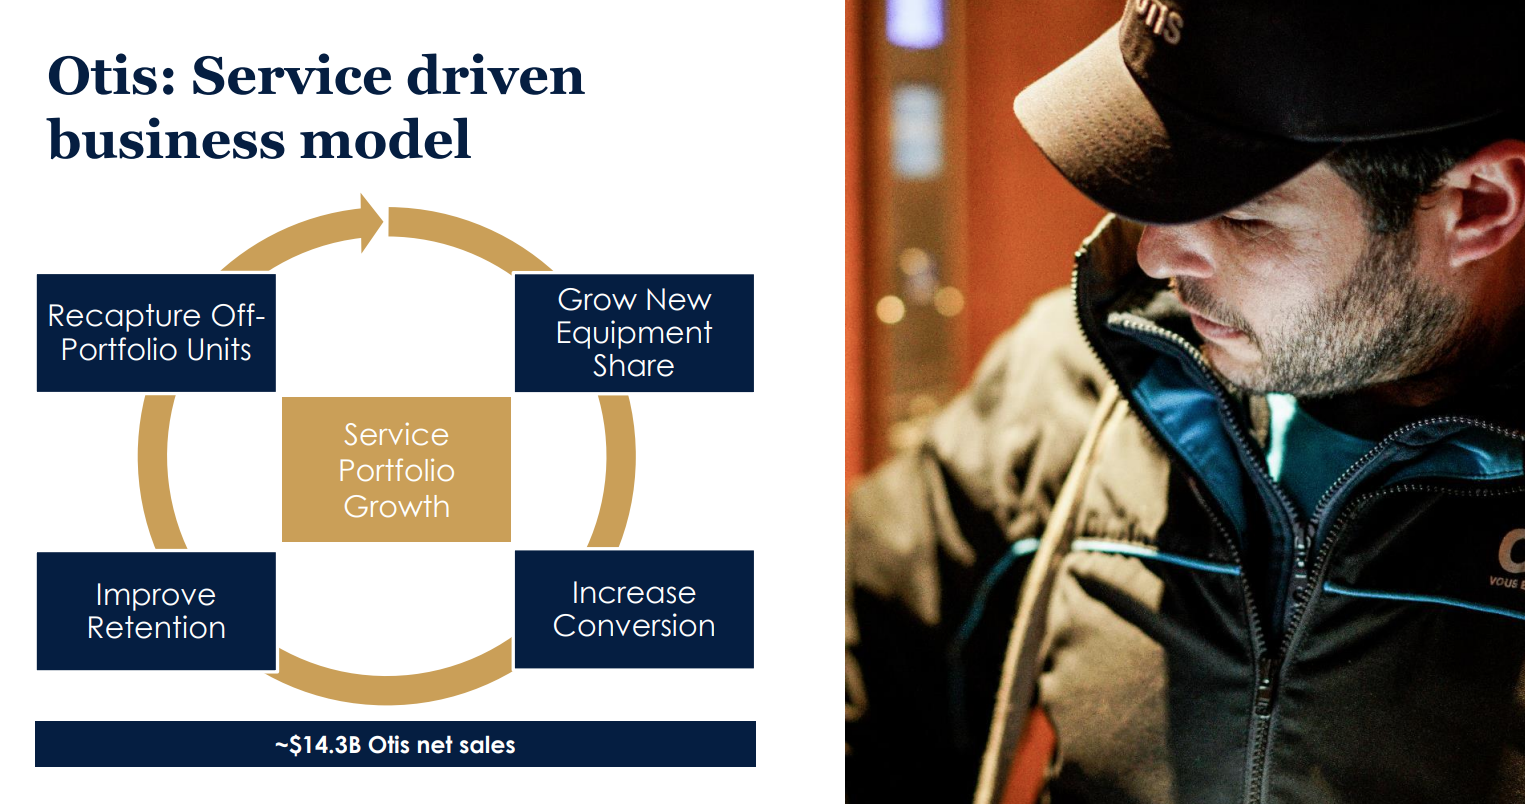 Otis: Service driven
business model
Recapture Off-
Portfolio Units
Grow New
Equipment
Share
Service
Portfolio
Growth
Improve
Retention
Increase
Conversion
~$14.3B Otis net sales
VOUS